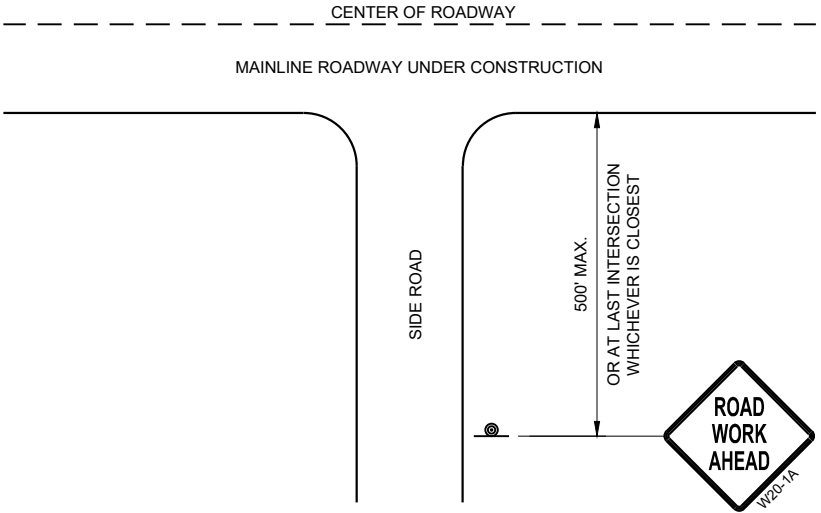 CENTER OF ROADWAY
MAINLINE ROADWAY UNDER CONSTRUCTION
SIDE ROAD
500' MAX.
OR AT LAST INTERSECTION
WHICHEVER IS CLOSEST
ROAD
WORK
AHEAD
W20-1A